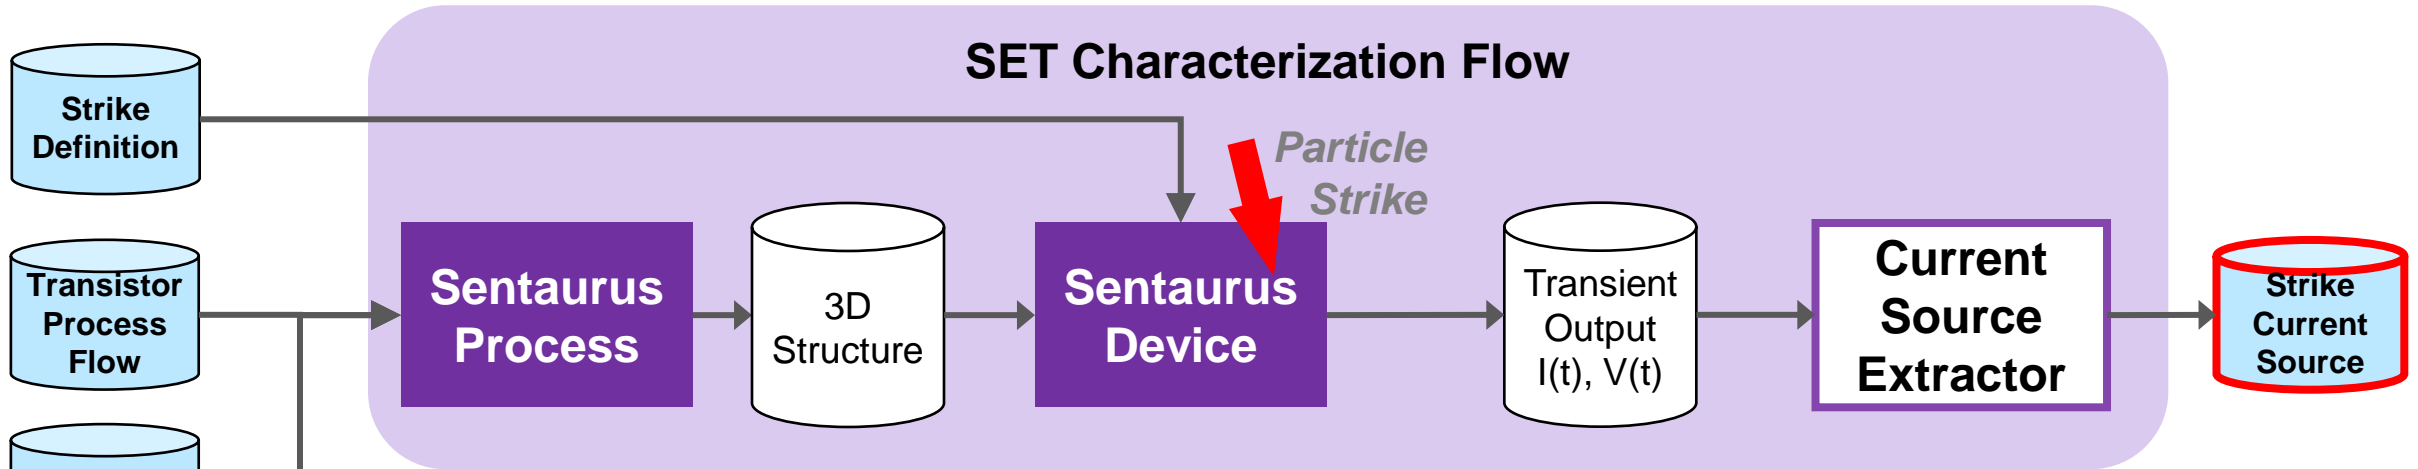 SET Characterization Flow
Strike
Definition
Particle
Strike
Transistor
Process
Flow
Sentaurus
Process
3D
Structure
Sentaurus
Device
Transient
Output
I(t), V(t)
Current
Source
Extractor
Strike
Current
Source